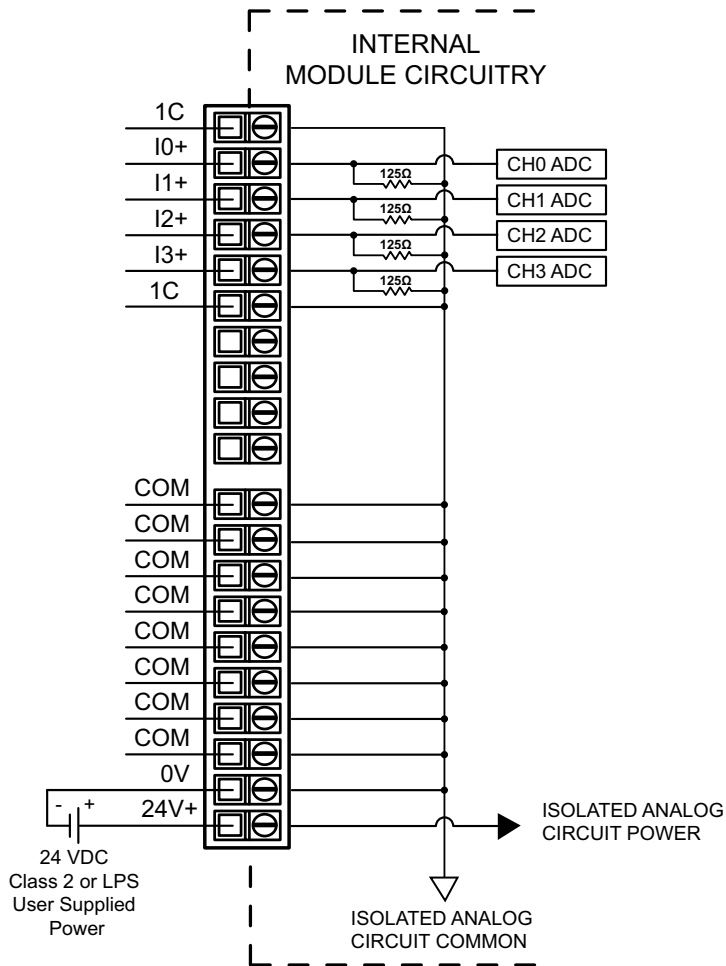 INTERNAL
MODULE CIRCUITRY
1C
I0+
CH0 ADC
125Ω
I1+
CH1 ADC
125Ω
I2+
CH2 ADC
125Ω
I3+
CH3 ADC
125Ω
1C
COM
COM
COM
COM
COM
COM
COM
COM
0V
- +
24V+
ISOLATED ANALOG
CIRCUIT POWER
24 VDC
Class 2 or LPS
User Supplied
Power
ISOLATED ANALOG
CIRCUIT COMMON